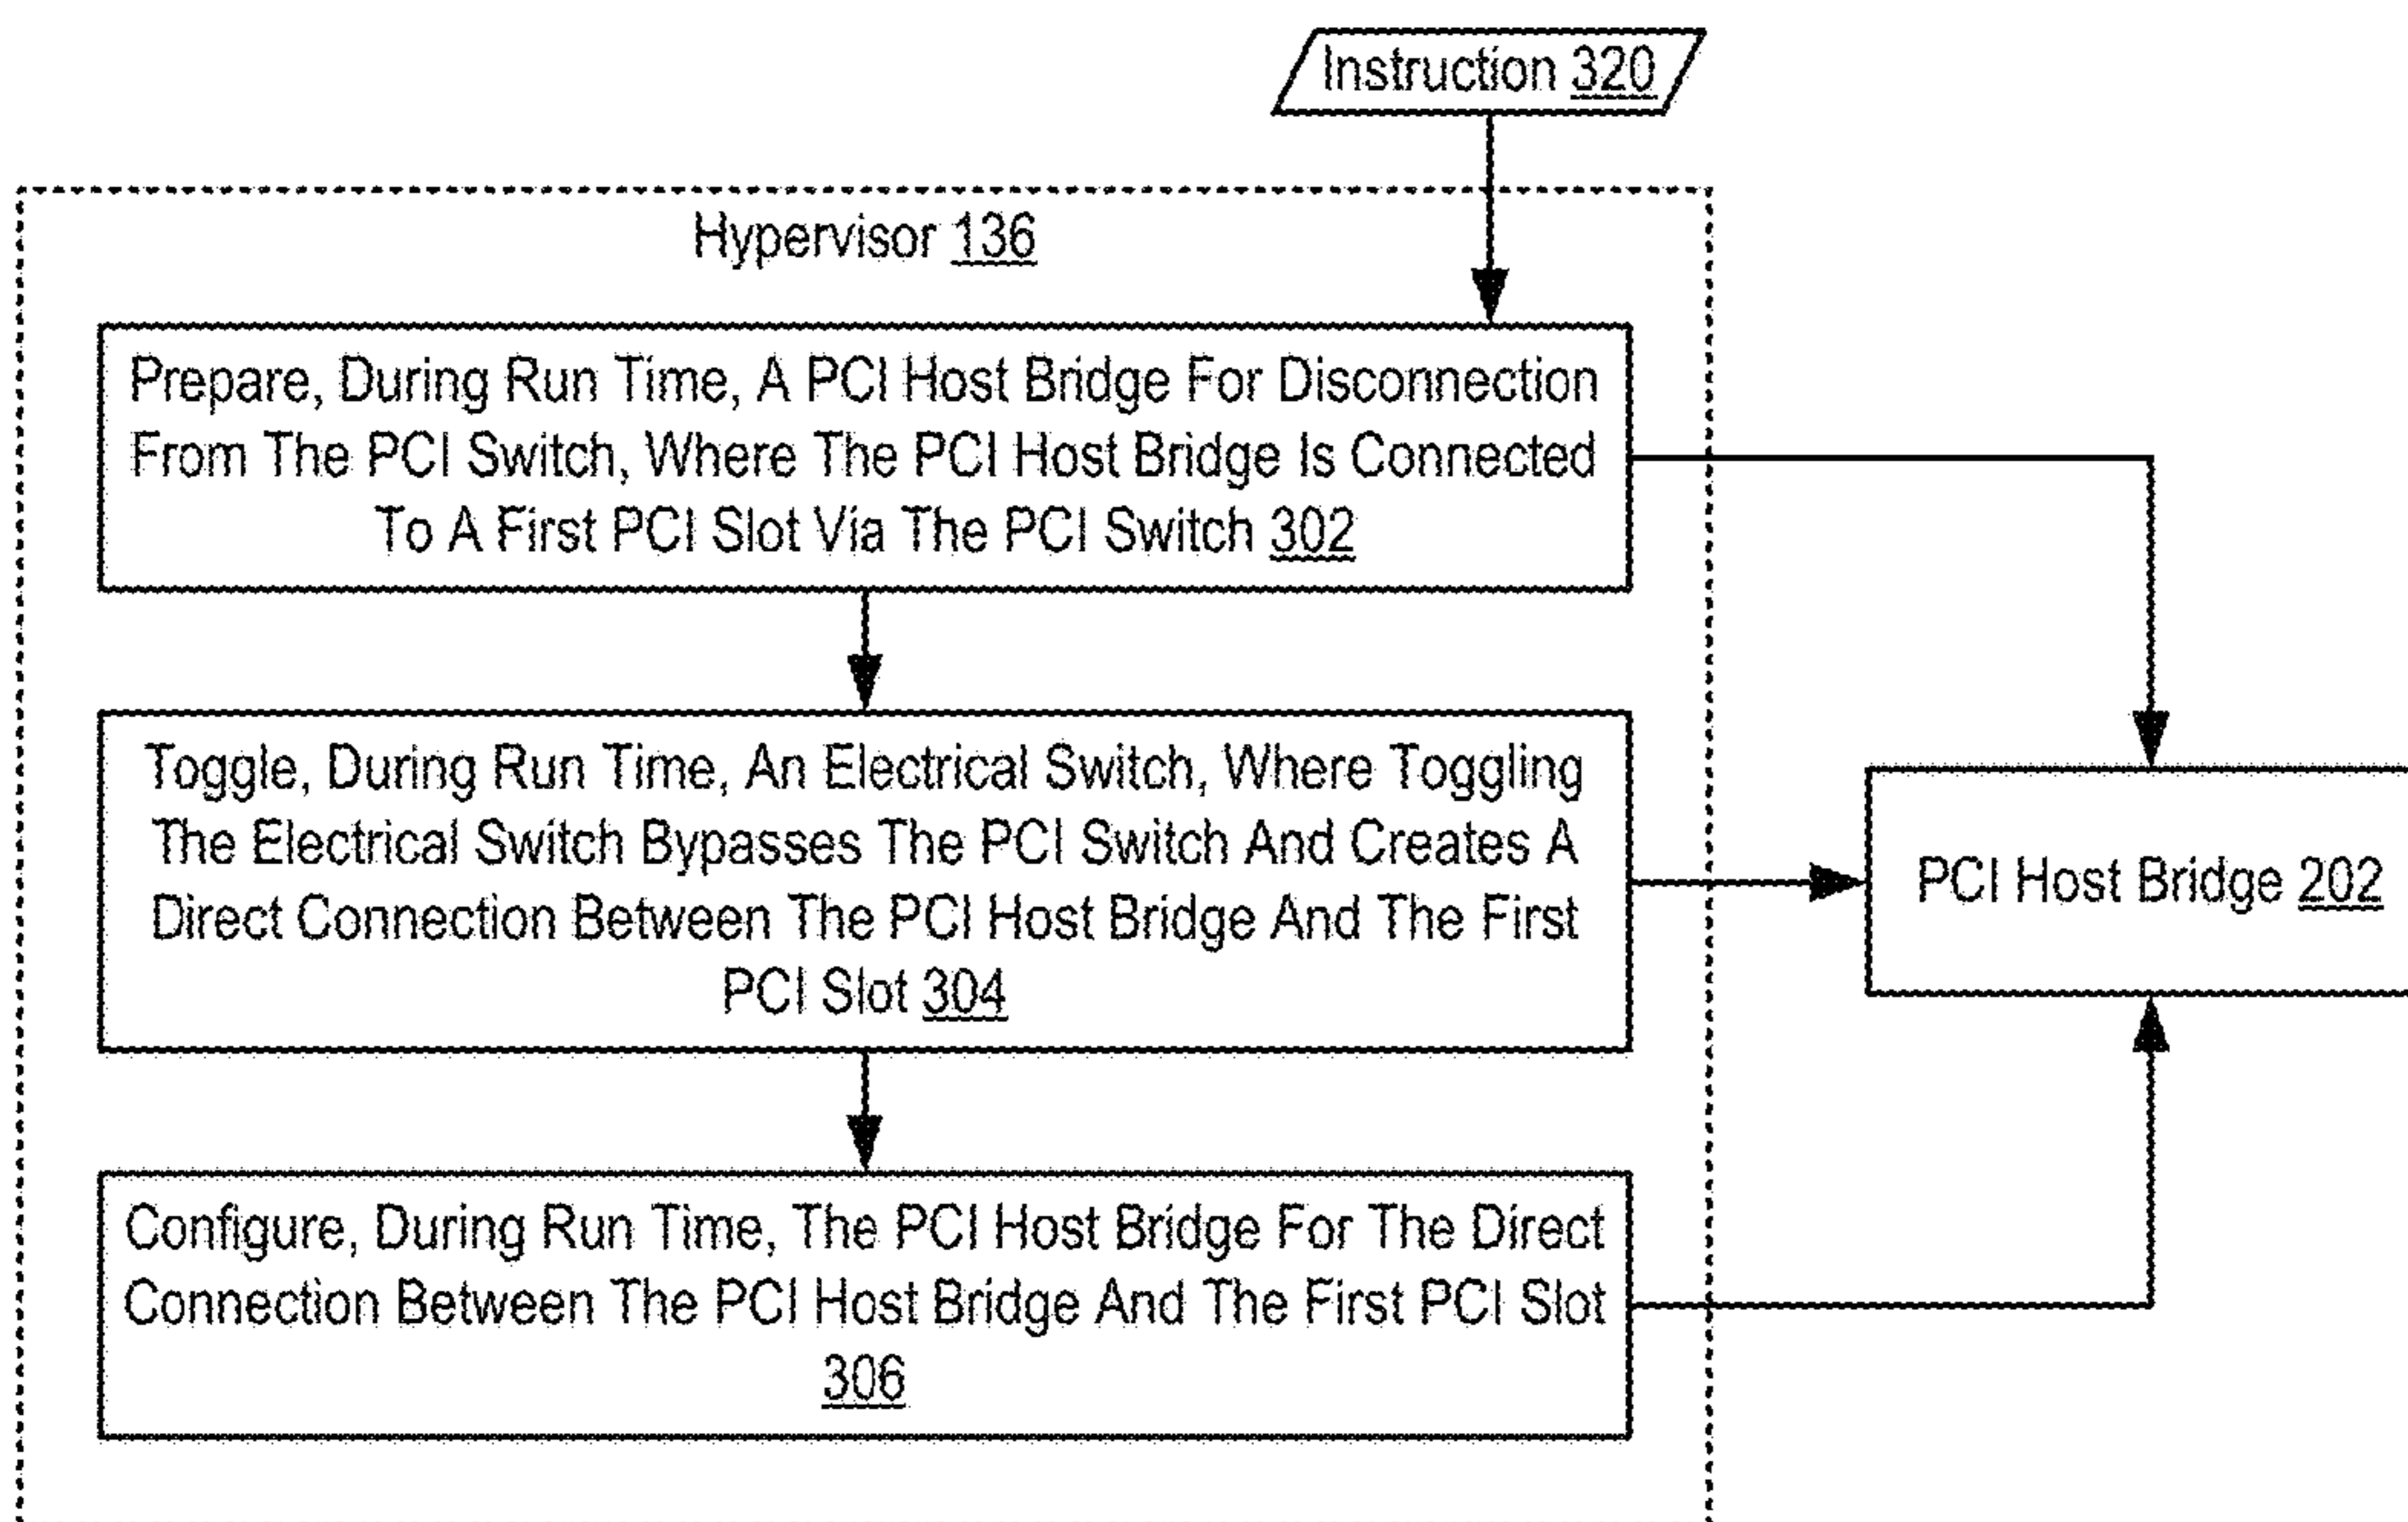 Instruction 320
Hypervisor 136
Prepare, During Run Time, A PCI Host Bridge For Disconnection
From The PCI Switch, Where The PCI Host Bridge Is Connected
To A First PCI Slot Via The PCI Switch 302
Toggle, During Run Time, An Electrical Switch, Where Toggling
The Electrical Switch Bypasses The PCI Switch And Creates A
Direct Connection Between The PCI Host Bridge And The First
PCI Slot 304
PCI Host Bridge 202
Configure, During Run Time, The PCI Host Bridge For The Direct
Connection Between The PCI Host Bridge And The First PCI Slot
306